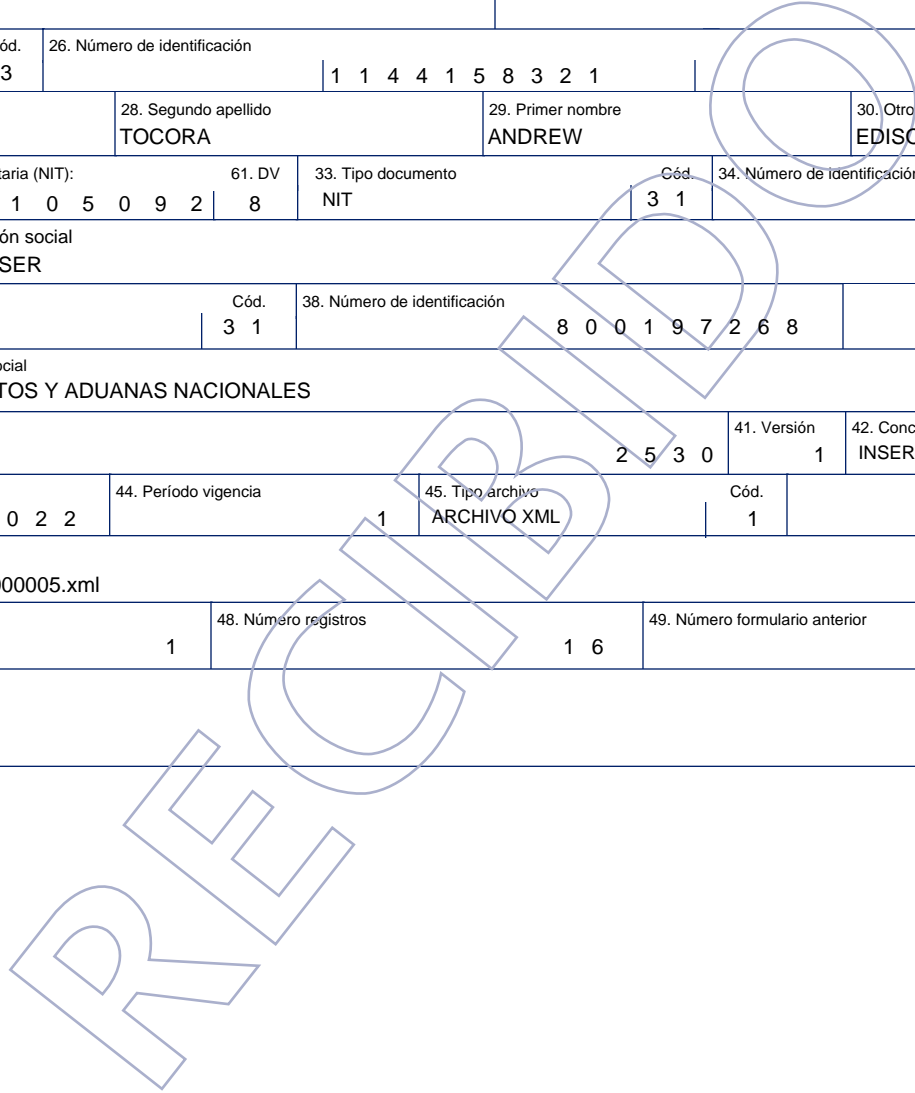 ód. 26. Número de identificación
3 1 1 4 4 1 5 8 3 2 1
28. Segundo apellido 29. Primer nombre 30. Otro
TOCORA ANDREW EDISO
taria (NIT): 61. DV 33. Tipo documento Cód. 34. Número de identificación
1 0 5 0 9 2 8 NIT 3 1
ón social
SER
Cód. 38. Número de identificación
3 1 8 0 0 1 9 7 2 6 8
ocial
TOS Y ADUANAS NACIONALES
41. Versión 42. Conc
2 5 3 0 1 INSER
44. Período vigencia 45. Tipo archivo Cód.
0 2 2 1 ARCHIVO XML 1
000005.xml
48. Número registros 49. Número formulario anterior
1 1 6
RECIBIDO